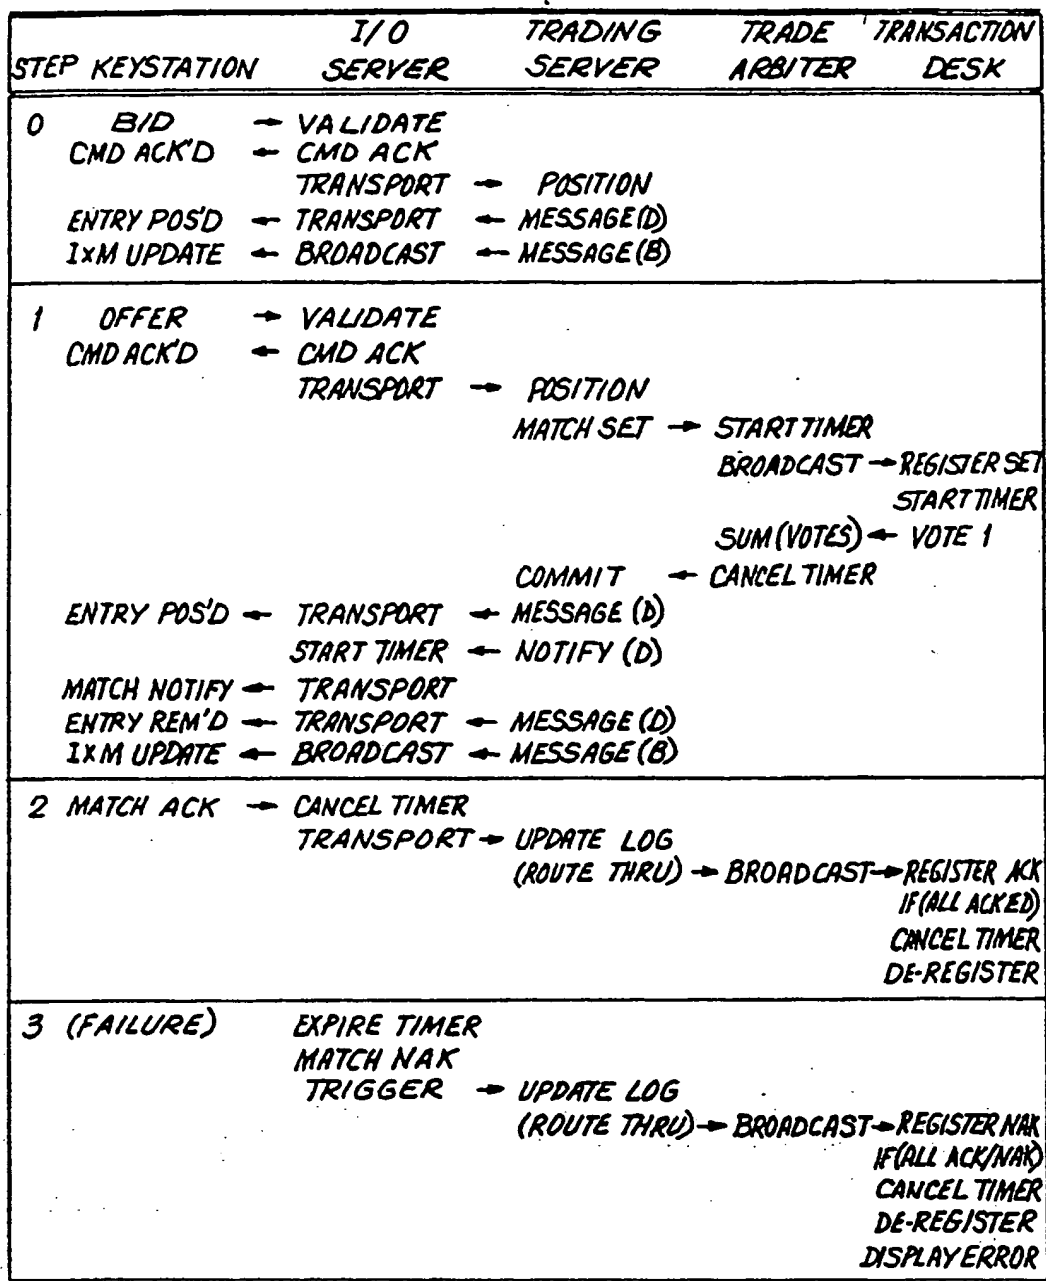 I/O TRADING TRADE TRANSACTION
STEP KEYSTATION SERVER SERVER ARBITER DESK
0 BID → VALIDATE
CMD ACK'D ← CMD ACK
TRANSPORT → POSITION
ENTRY POS'D ← TRANSPORT ← MESSAGE(D)
IXM UPDATE ← BROADCAST ← MESSAGE(B)
1 OFFER → VALIDATE
CMD ACK'D ← CMD ACK
TRANSPORT → POSITION
MATCH SET → START TIMER
BROADCAST → REGISTER SET
START TIMER
SUM(VOTES) ← VOTE 1
COMMIT ← CANCEL TIMER
ENTRY POS'D ← TRANSPORT ← MESSAGE (D)
START TIMER ← NOTIFY (D)
MATCH NOTIFY ← TRANSPORT
ENTRY REM'D ← TRANSPORT ← MESSAGE(D)
IXM UPDATE ← BROADCAST ← MESSAGE(B)
2 MATCH ACK → CANCEL TIMER
TRANSPORT → UPDATE LOG
(ROUTE THRU) → BROADCAST → REGISTER ACK
IF(ALL ACKED)
CANCEL TIMER
DE-REGISTER
3 (FAILURE) EXPIRE TIMER
MATCH NAK
TRIGGER → UPDATE LOG
(ROUTE THRU) → BROADCAST → REGISTER NAK
IF(ALL ACK/NAK)
CANCEL TIMER
DE-REGISTER
DISPLAY ERROR